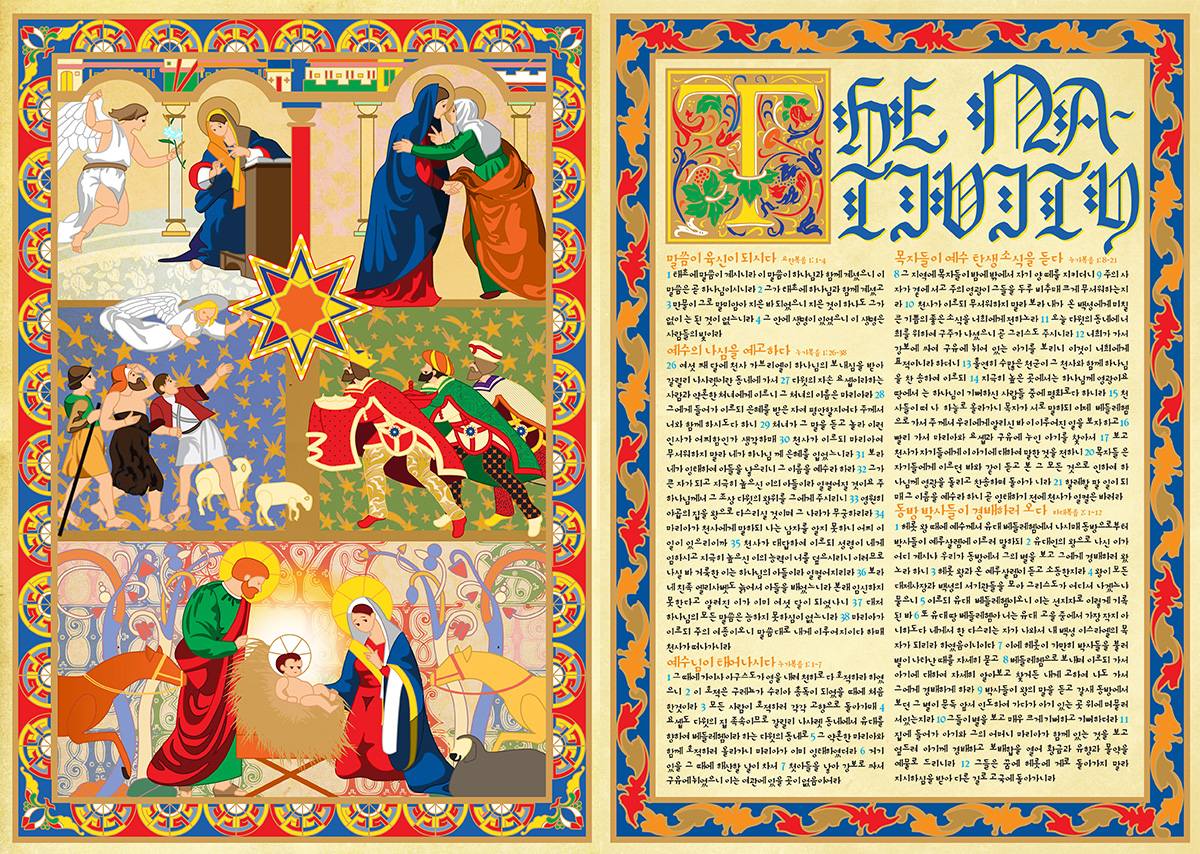 THE NA-
TIVITY
말씀이 육신이 되시다 요한복음 1:1-4
1 태초에 말씀이 계시니라 이 말씀이 하나님과 함께 계셨으니 이
말씀은 곧 하나님이시니라 2 그가 태초에 하나님과 함께 계셨고
3 만물이 그로 말미암아 지은 바 되었으니 지은 것이 하나도 그가
없이는 된 것이 없느니라 4 그 안에 생명이 있었으니 이 생명은
사람들의 빛이라
예수의 나심을 예고하다 누가복음 1:26-38
26 여섯째 달에 천사 가브리엘이 하나님의 보내심을 받아
갈릴리 나사렛이란 동네에 가서 27 다윗의 자손 요셉이라 하는
사람과 약혼한 처녀에게 이르니 그 처녀의 이름은 마리아라 28
그에게 들어가 이르되 은혜를 받은 자여 평안할지어다 주께서
너와 함께 하시도다 하니 29 처녀가 그 말을 듣고 놀라 이런
인사가 어찌함인가 생각하매 30 천사가 이르되 마리아여
무서워하지 말라 네가 하나님께 은혜를 입었느니라 31 보라
네가 잉태하여 아들을 낳으리니 그 이름을 예수라 하라 32 그가
큰 자가 되고 지극히 높으신 이의 아들이라 일컬어질 것이요 주
하나님께서 그 조상 다윗의 왕위를 그에게 주시리니 33 영원히
야곱의 집을 왕으로 다스리실 것이며 그 나라가 무궁하리라 34
마리아가 천사에게 말하되 나는 남자를 알지 못하니 어찌 이
일이 있으리이까 35 천사가 대답하여 이르되 성령이 네게
임하시고 지극히 높으신 이의 능력이 너를 덮으시리니 이러므로
나실 바 거룩한 이는 하나님의 아들이라 일컬어지리라 36 보라
네 친족 엘리사벳도 늙어서 아들을 배었느니라 본래 임신하지
못한다고 알려진 이가 이미 여섯 달이 되었나니 37 대저
하나님의 모든 말씀은 능하지 못하심이 없느니라 38 마리아가
이르되 주의 여종이오니 말씀대로 내게 이루어지이다 하매
천사가 떠나가니라
예수님이 태어나시다 누가복음 2:1-7
1 그 때에 가이사 아구스도가 영을 내려 천하로 다 호적하라 하였
으니 2 이 호적은 구레뇨가 수리아 총독이 되었을 때에 처음
한것이라 3 모든 사람이 호적하러 각각 고향으로 돌아가매 4
요셉도 다윗의 집 족속이므로 갈릴리 나사렛 동네에서 유대를
향하여 베들레헴이라 하는 다윗의 동네로 5 그 약혼한 마리아와
함께 호적하러 올라가니 마리아가 이미 잉태하였더라 6 거기
있을 그 때에 해산할 날이 차서 7 첫아들을 낳아 강보로 싸서
구유에 뉘였으니 이는 여관에 있을 곳이 없음이러라
목자들이 예수 탄생 소식을 듣다 누가복음 2:8-21
8 그 지역에 목자들이 밤에 밖에서 자기 양 떼를 지키더니 9 주의 사
자가 곁에 서고 주의 영광이 그들을 두루 비추매 크게 무서워하는지
라 10 천사가 이르되 무서워하지 말라 보라 내가 온 백성에게 미칠
큰 기쁨의 좋은 소식을 너희에게 전하노라 11 오늘 다윗의 동네에 너
희를 위하여 구주가 나셨으니 곧 그리스도 주시니라 12 너희가 가서
강보에 싸여 구유에 뉘어 있는 아기를 보리니 이것이 너희에게
표적이니라 하더니 13 홀연히 수많은 천군이 그 천사와 함께 하나님
을 찬송하여 이르되 14 지극히 높은 곳에서는 하나님께 영광이요
땅에서는 하나님이 기뻐하신 사람들 중에 평화로다 하니라 15 천
사들이 떠나 하늘로 올라가니 목자가 서로 말하되 이제 베들레헴
으로 가서 주께서 우리에게 알리신 바 이 이루어진 일을 보자 하고 16
빨리 가서 마리아와 요셉과 구유에 누인 아기를 찾아서 17 보고
천사가 자기들에게 이 아기에 대하여 말한 것을 전하니 20 목자들은
자기들에게 이르던 바와 같이 듣고 본 그 모든 것으로 인하여 하
나님께 영광을 돌리고 찬송하며 돌아가니라 21 할례할 팔 일이 되
매 그 이름을 예수라 하니 곧 잉태하기 전에 천사가 일컬은 바러라
동방 박사들이 경배하러 오다 마태복음 2:1-12
1 헤롯 왕 때에 예수께서 유대 베들레헴에서 나시매 동방으로부터
박사들이 예루살렘에 이르러 말하되 2 유대인의 왕으로 나신 이가
어디 계시냐 우리가 동방에서 그의 별을 보고 그에게 경배하러 왔
노라 하니 3 헤롯 왕과 온 예루살렘이 듣고 소동한지라 4 왕이 모든
대제사장과 백성의 서기관들을 모아 그리스도가 어디서 나겠느냐
물으니 5 이르되 유대 베들레헴이오니 이는 선지자로 이렇게 기록
된 바 6 또 유대 땅 베들레헴아 너는 유대 고을 중에서 가장 작지 아
니하도다 네게서 한 다스리는 자가 나와서 내 백성 이스라엘의 목
자가 되리라 하였음이니이다 7 이에 헤롯이 가만히 박사들을 불러
별이 나타난 때를 자세히 묻고 8 베들레헴으로 보내며 이르되 가서
아기에 대하여 자세히 알아보고 찾거든 내게 고하여 나도 가서
그에게 경배하게 하라 9 박사들이 왕의 말을 듣고 갈새 동방에서
보던 그 별이 문득 앞서 인도하여 가다가 아기 있는 곳 위에 머물러
서있는지라 10 그들이 별을 보고 매우 크게 기뻐하고 기뻐하더라 11
집에 들어가 아기와 그의 어머니 마리아가 함께 있는 것을 보고
엎드려 아기께 경배하고 보배합을 열어 황금과 유향과 몰약을
예물로 드리니라 12 그들은 꿈에 헤롯에게로 돌아가지 말라
지시하심을 받아 다른 길로 고국에 돌아가니라